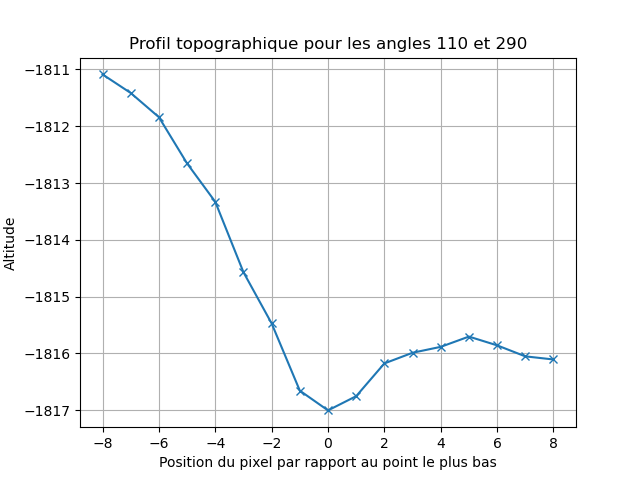 Profil topographique pour les angles 110 et 290
−1811
−1812
−1813
−1814
−1815
−1816
−1817
Altitude
−8 −6 −4 −2 0 2 4 6 8
Position du pixel par rapport au point le plus bas